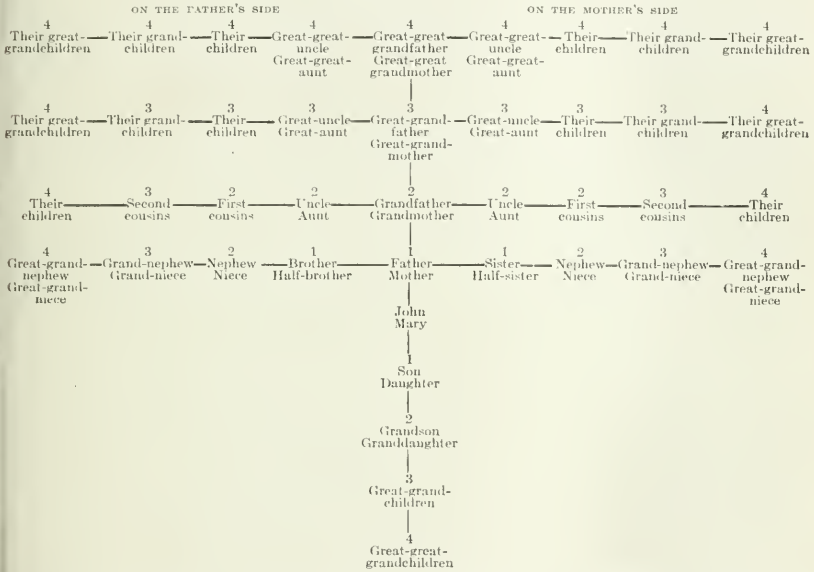 ON THE FATHER'S SIDE ON THE MOTHER'S SIDE
4 4 4 4 4 4 4 4 4
Their great- Their grand- Their Great-great- Great-great Great-great- Their Their grand- Their great-
grandchildren children children uncle grandfather uncle children children grandchildren
Great-great- Great-great Great-great-
aunt grandmother aunt
4 3 3 3 3 3 3 3 4
Their great- Their grand- Their Great-uncle Great-grand- Great-uncle Their Their grand- Their great-
grandchildren children children Great-aunt father Great-aunt children children grandchildren
Great-grand-
mother
4 3 2 2 2 2 2 3 4
Their Second First Uncle Grandfather Uncle First Second Their
children cousins cousins Aunt Grandmother Aunt cousins cousins children
4 3 2 1 1 1 2 3 4
Great-grand- Grand-nephew Nephew Brother Father Sister Nephew Grand-nephew Great-grand-
nephew Grand-niece Niece Half-brother Mother Half-sister Niece Grand-niece nephew
Great-grand- Great-grand-
niece niece
John
Mary
1
Son
Daughter
2
Grandson
Granddaughter
3
Great-grand-
children
4
Great-great-
grandchildren